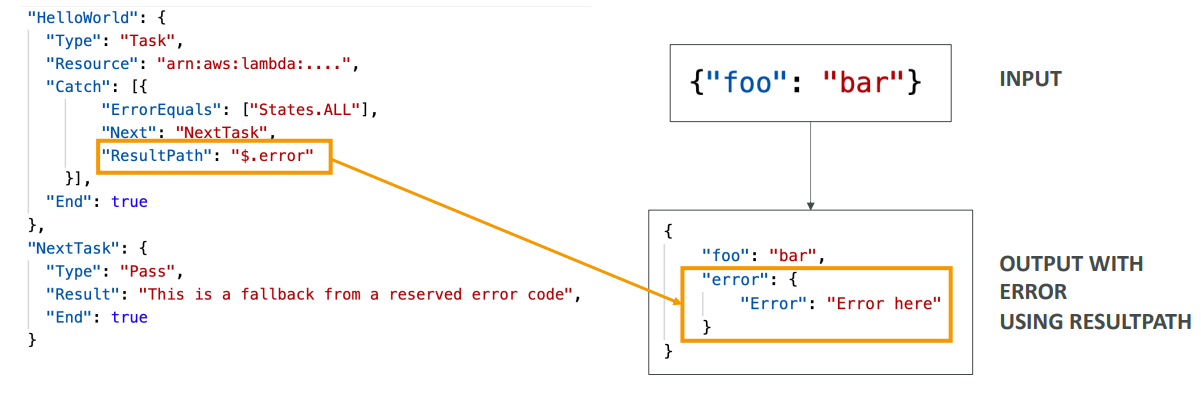 "HelloWorld": {
"Type": "Task",
"Resource": "arn:aws:lambda:....",
"Catch": [{
"ErrorEquals": ["States.ALL"],
"Next": "NextTask",
"ResultPath": "$.error"
}],
"End": true
},
"NextTask": {
"Type": "Pass",
"Result": "This is a fallback from a reserved error code",
"End": true
}
{"foo": "bar"}
INPUT
{
"foo": "bar",
"error": {
"Error": "Error here"
}
}
OUTPUT WITH
ERROR
USING RESULTPATH